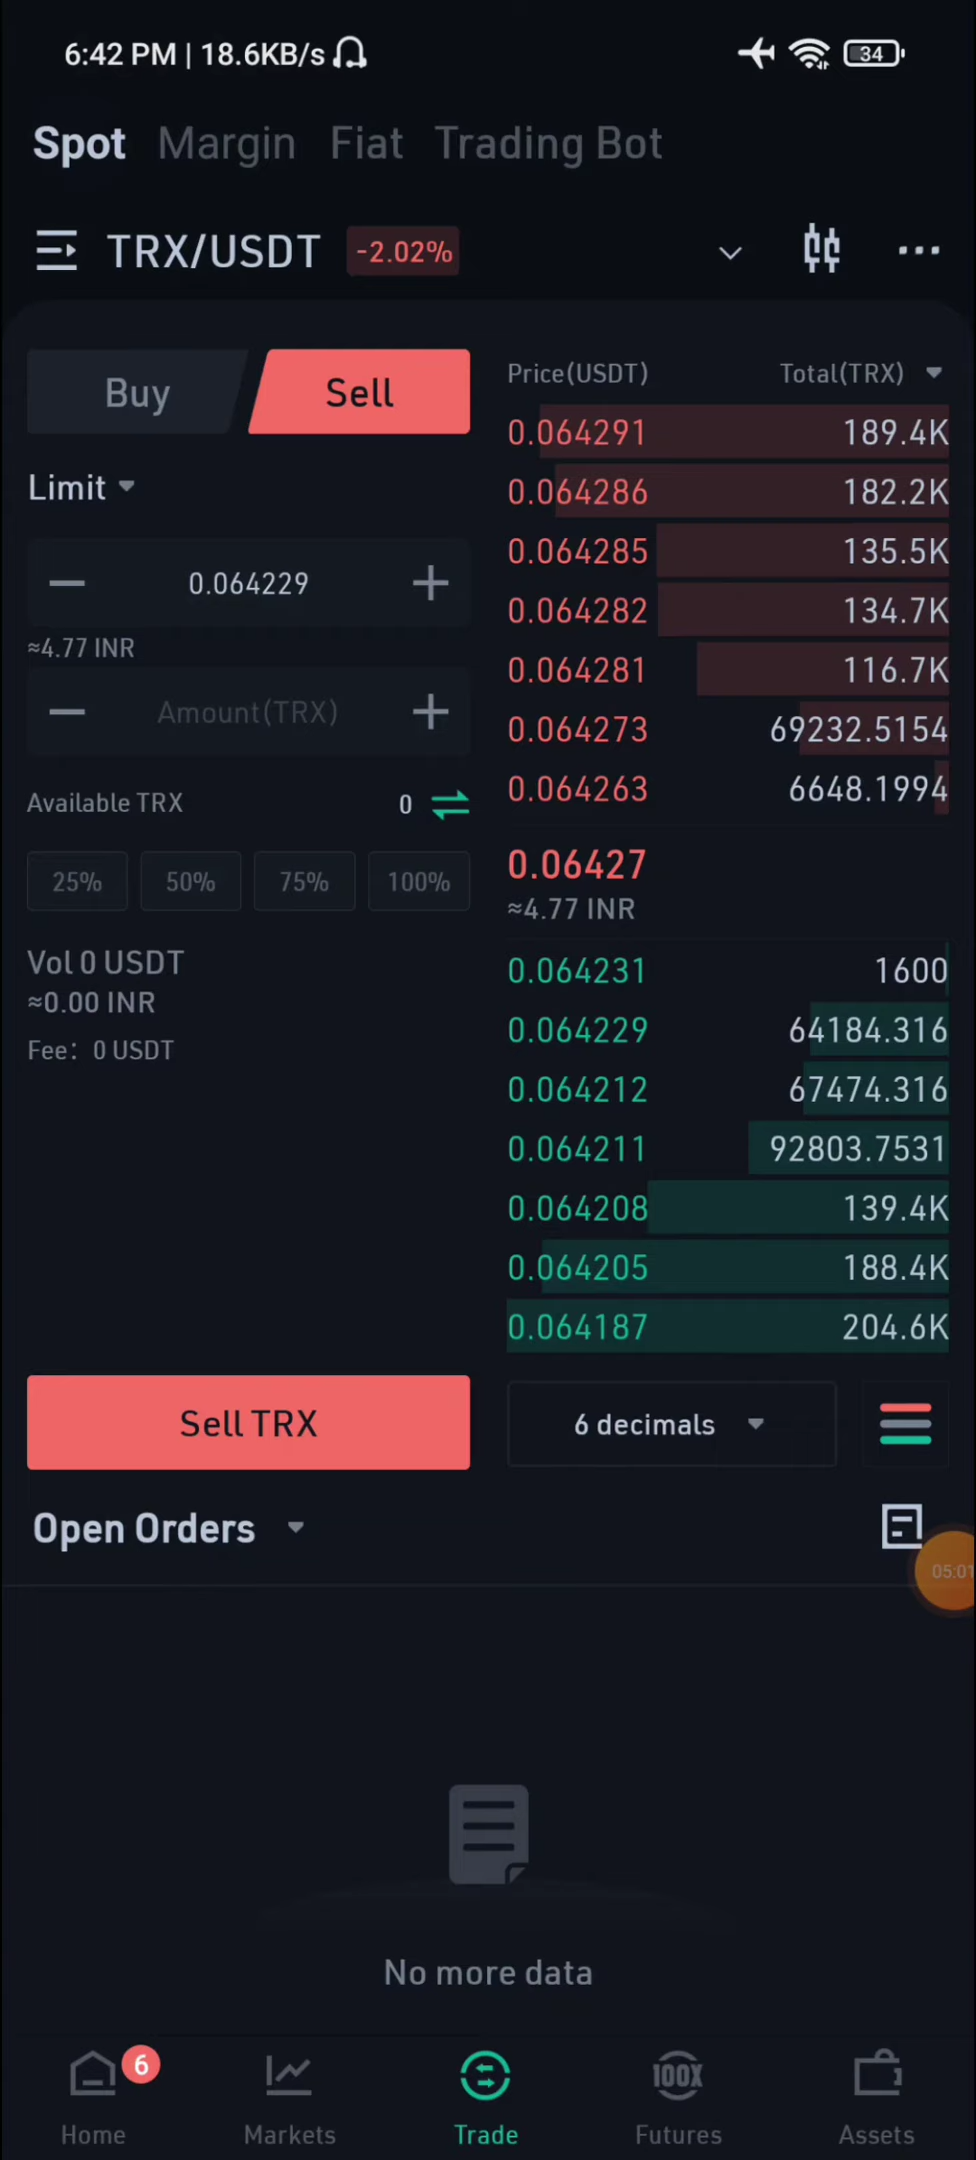 6:42 PM | 18.6KB/s 34
Spot Margin Fiat Trading Bot
TRX/USDT -2.02%
Buy Sell
Limit
0.064229
≈4.77 INR
Amount(TRX)
Available TRX 0
25% 50% 75% 100%
Vol 0 USDT
≈0.00 INR
Fee: 0 USDT
Sell TRX
Price(USDT) Total(TRX)
0.064291 189.4K
0.064286 182.2K
0.064285 135.5K
0.064282 134.7K
0.064281 116.7K
0.064273 69232.5154
0.064263 6648.1994
0.06427
≈4.77 INR
0.064231 1600
0.064229 64184.316
0.064212 67474.316
0.064211 92803.7531
0.064208 139.4K
0.064205 188.4K
0.064187 204.6K
6 decimals
Open Orders
05:01
No more data
6
100X
Home Markets Trade Futures Assets